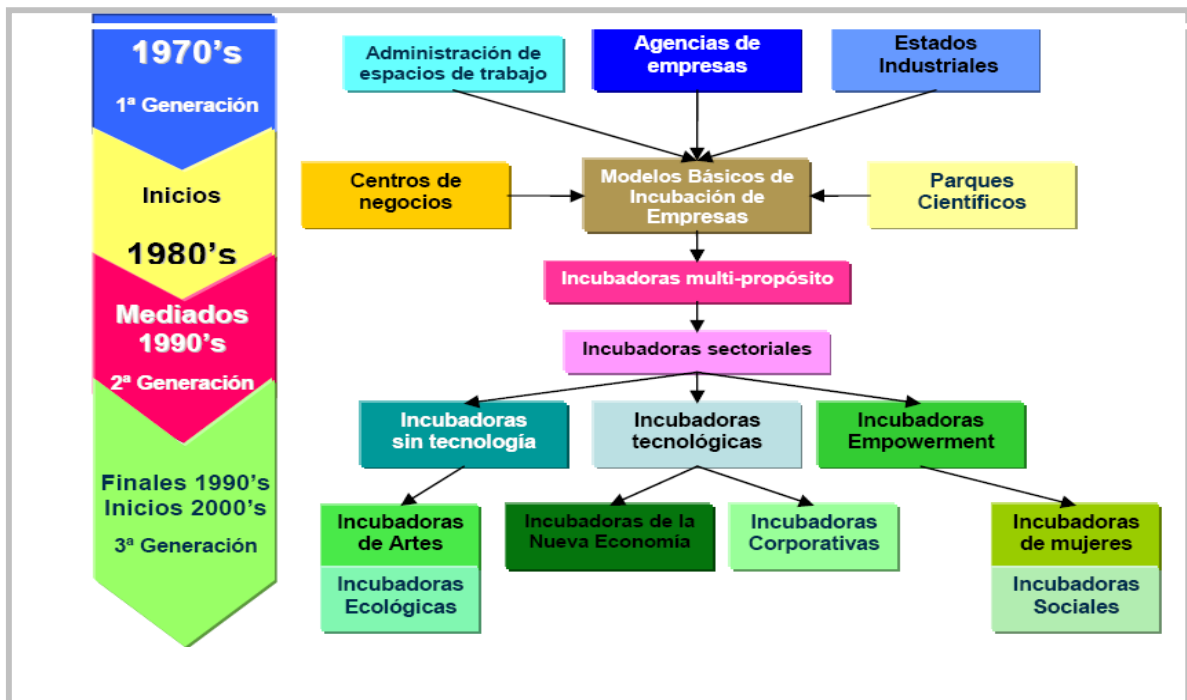 1970’s
1ª Generación
Inicios
1980’s
Mediados
1990’s
2ª Generación
Finales 1990’s
Inicios 2000’s
3ª Generación
Administración de
espacios de trabajo
Agencias de
empresas
Estados
Industriales
Centros de
negocios
Modelos Básicos de
Incubación de
Empresas
Parques
Científicos
Incubadoras multi-propósito
Incubadoras sectoriales
Incubadoras
sin tecnología
Incubadoras
tecnológicas
Incubadoras
Empowerment
Incubadoras
de Artes
Incubadoras
Ecológicas
Incubadoras de la
Nueva Economía
Incubadoras
Corporativas
Incubadoras
de mujeres
Incubadoras
Sociales